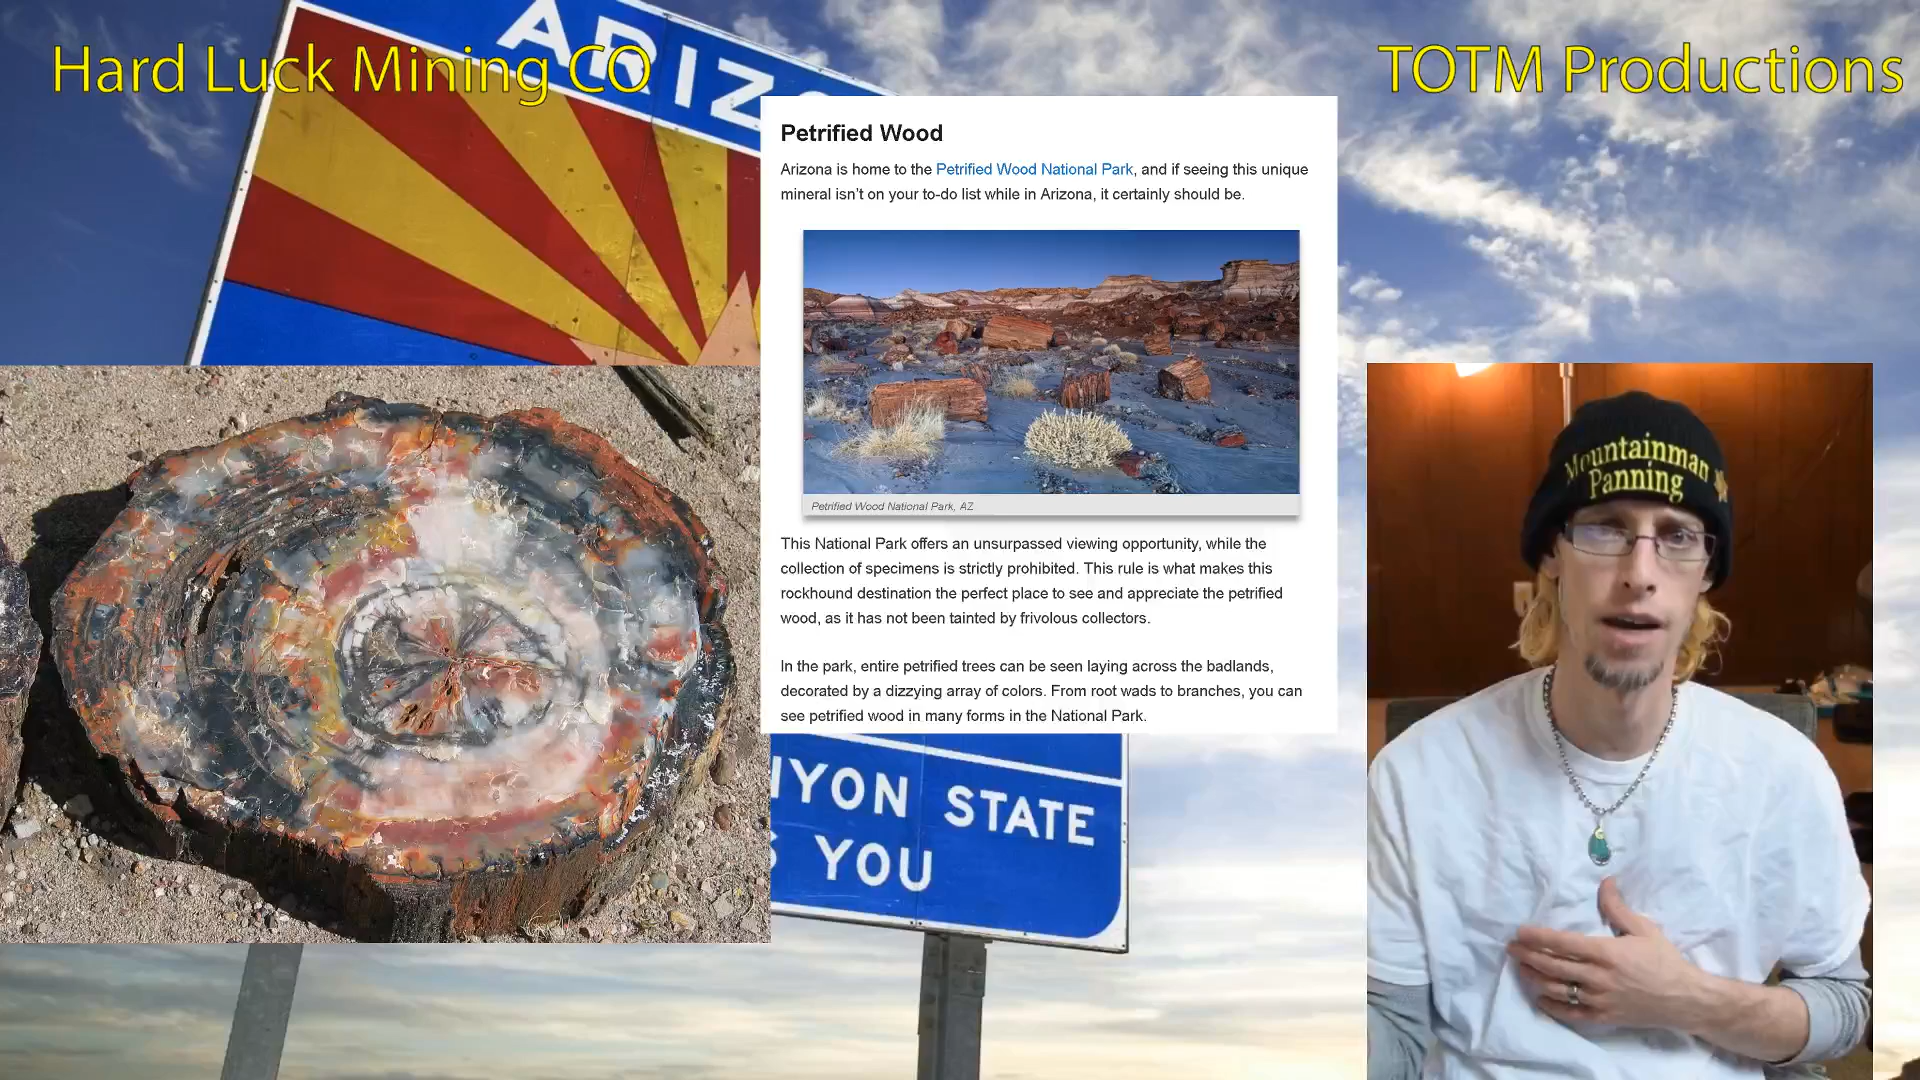 Hard Luck Mining CO
TOTM Productions
ARIZ
Petrified Wood
Arizona is home to the Petrified Wood National Park, and if seeing this unique
mineral isn’t on your to-do list while in Arizona, it certainly should be.
Petrified Wood National Park, AZ
This National Park offers an unsurpassed viewing opportunity, while the
collection of specimens is strictly prohibited. This rule is what makes this
rockhound destination the perfect place to see and appreciate the petrified
wood, as it has not been tainted by frivolous collectors.
In the park, entire petrified trees can be seen laying across the badlands,
decorated by a dizzying array of colors. From root wads to branches, you can
see petrified wood in many forms in the National Park.
NYON STATE
S YOU
Mountainman
Panning